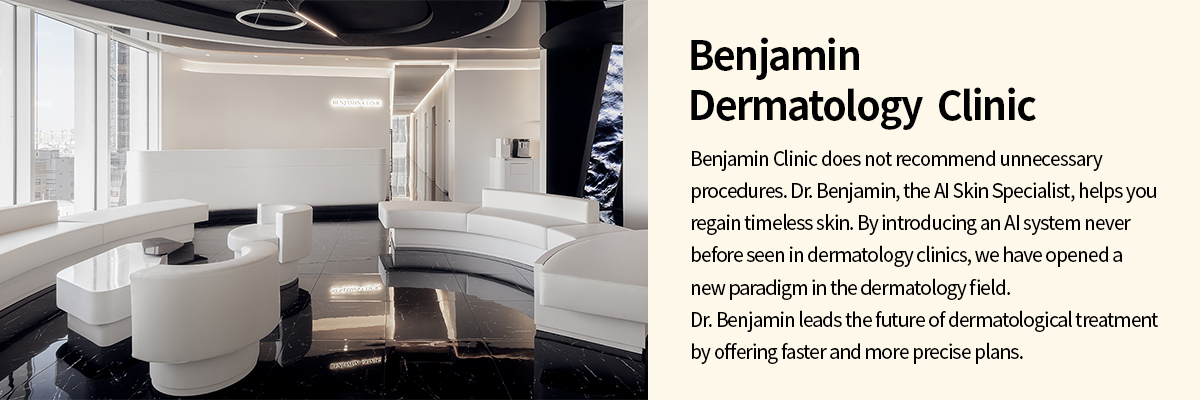 BENJAMIN CLINIC
Benjamin
Dermatology Clinic
Benjamin Clinic does not recommend unnecessary
procedures. Dr. Benjamin, the AI Skin Specialist, helps you
regain timeless skin. By introducing an AI system never
before seen in dermatology clinics, we have opened a
new paradigm in the dermatology field.
Dr. Benjamin leads the future of dermatological treatment
by offering faster and more precise plans.